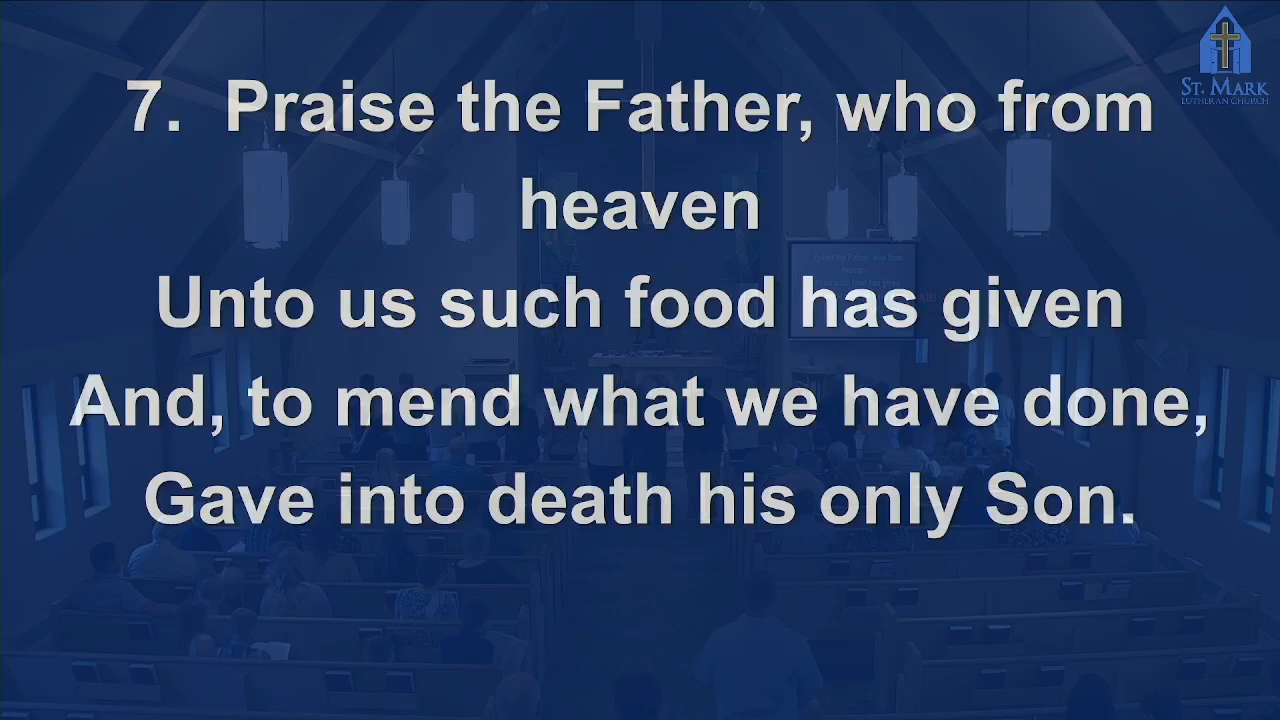 ST. MARK
LUTHERAN CHURCH
7. Praise the Father, who from
heaven
Unto us such food has given
And, to mend what we have done,
Gave into death his only Son.